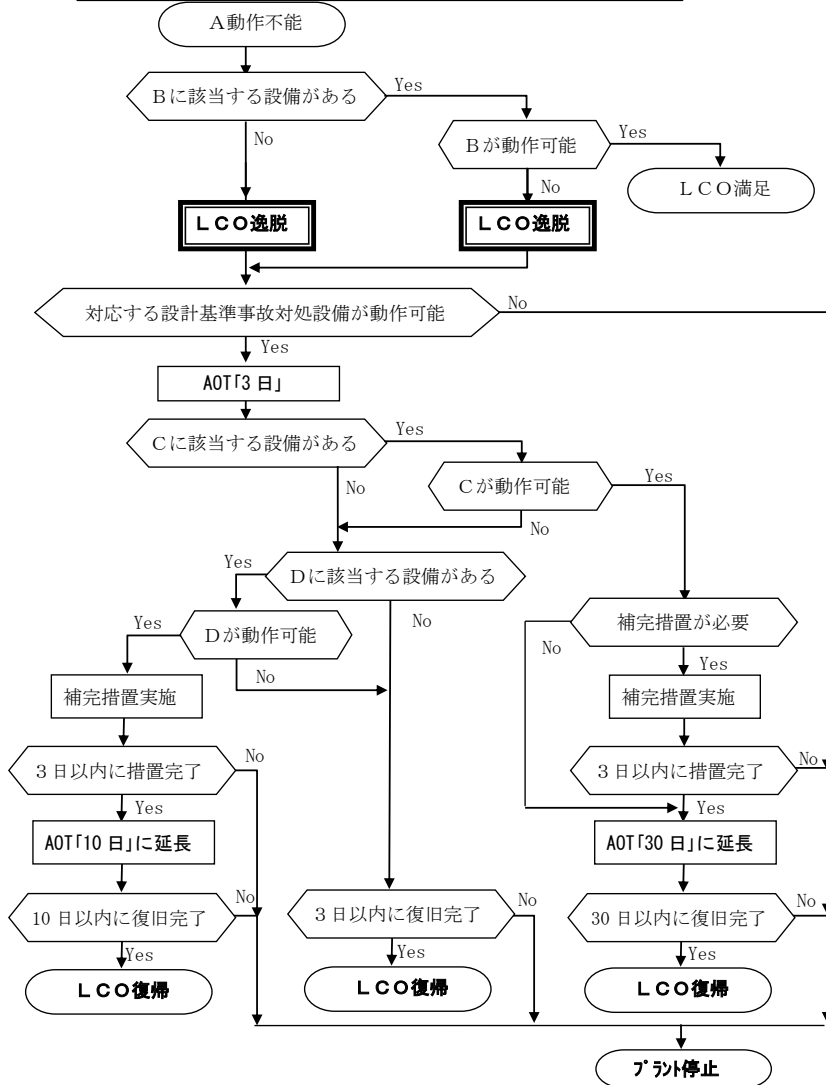 A動作不能
Bに該当する設備がある
Yes
No
Bが動作可能
Yes
No
LCO満足
LCO逸脱
LCO逸脱
対応する設計基準事故対処設備が動作可能
No
Yes
AOT「3 日」
Cに該当する設備がある
Yes
No
Cが動作可能
Yes
No
Dに該当する設備がある
Yes
No
Dが動作可能
Yes
No
補完措置が必要
No
Yes
補完措置実施
補完措置実施
3日以内に措置完了
No
Yes
3日以内に措置完了
No
Yes
AOT「10 日」に延長
AOT「30 日」に延長
10 日以内に復旧完了
No
Yes
3日以内に復旧完了
No
Yes
30 日以内に復旧完了
No
Yes
LCO復帰
LCO復帰
LCO復帰
プラント停止